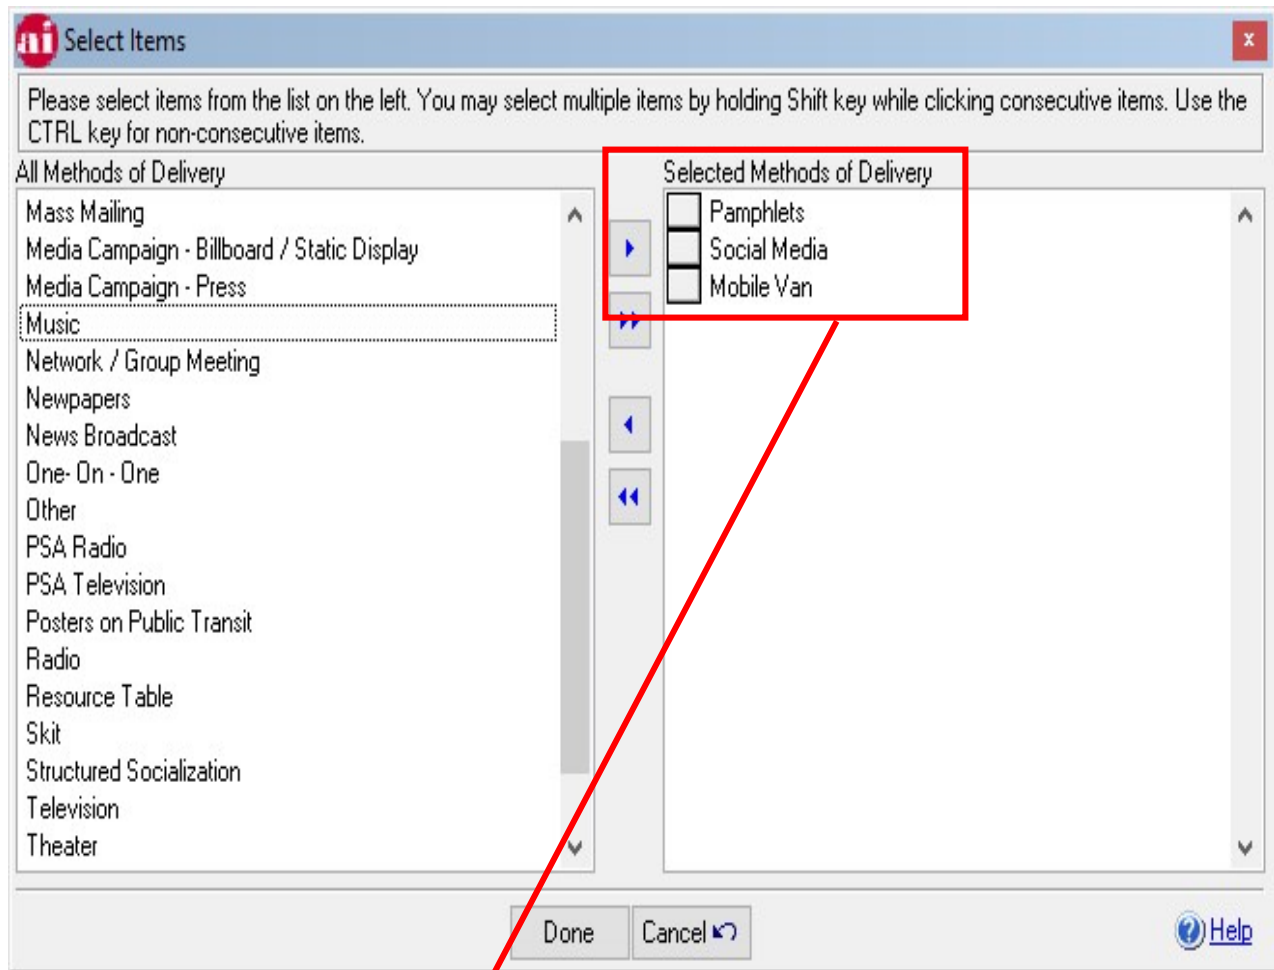 Select Items
x
Please select items from the list on the left. You may select multiple items by holding Shift key while clicking consecutive items. Use the
CTRL key for non-consecutive items.
All Methods of Delivery
Mass Mailing
Media Campaign - Billboard / Static Display
Media Campaign - Press
Music
Network / Group Meeting
Newpapers
News Broadcast
One- On - One
Other
PSA Radio
PSA Television
Posters on Public Transit
Radio
Resource Table
Skit
Structured Socialization
Television
Theater
Selected Methods of Delivery
Pamphlets
Social Media
Mobile Van
Done
Cancel
Help